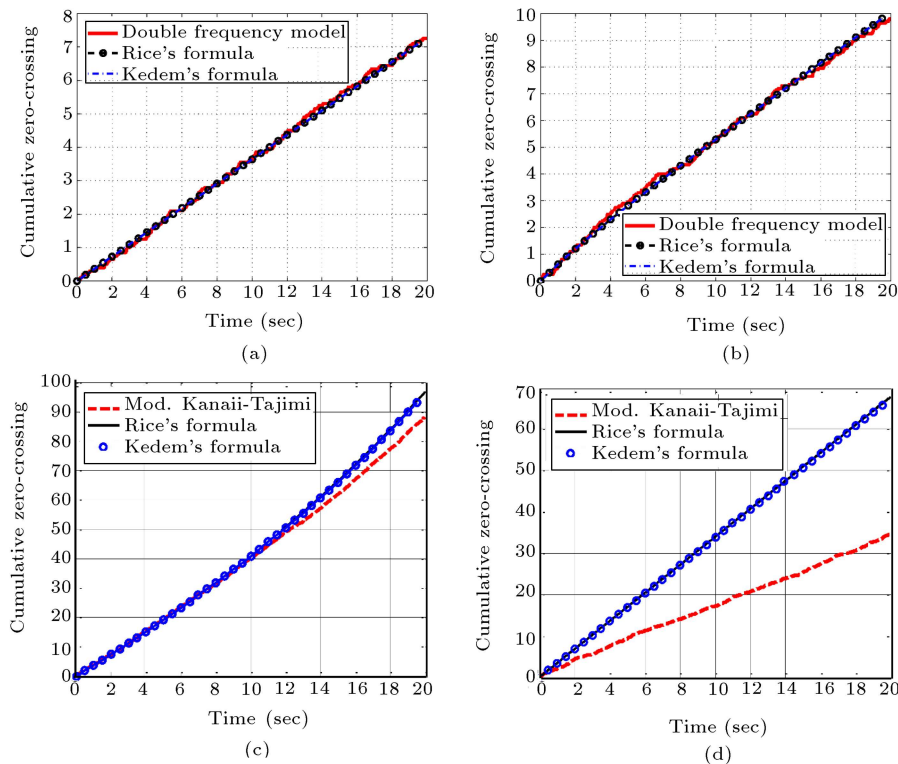 8
7
6
5
4
3
2
1
0
Cumulative zero-crossing
Double frequency model
Rice's formula
Kedem's formula
0 2 4 6 8 10 12 14 16 18 20
Time (sec)
(a)
10
9
8
7
6
5
4
3
2
1
0
Cumulative zero-crossing
Double frequency model
Rice's formula
Kedem's formula
0 2 4 6 8 10 12 14 16 18 20
Time (sec)
(b)
100
90
80
70
60
50
40
30
20
10
0
Cumulative zero-crossing
Mod. Kanaii-Tajimi
Rice's formula
Kedem's formula
0 2 4 6 8 10 12 14 16 18 20
Time (sec)
(c)
70
60
50
40
30
20
10
0
Cumulative zero-crossing
Mod. Kanaii-Tajimi
Rice's formula
Kedem's formula
0 2 4 6 8 10 12 14 16 18 20
Time (sec)
(d)